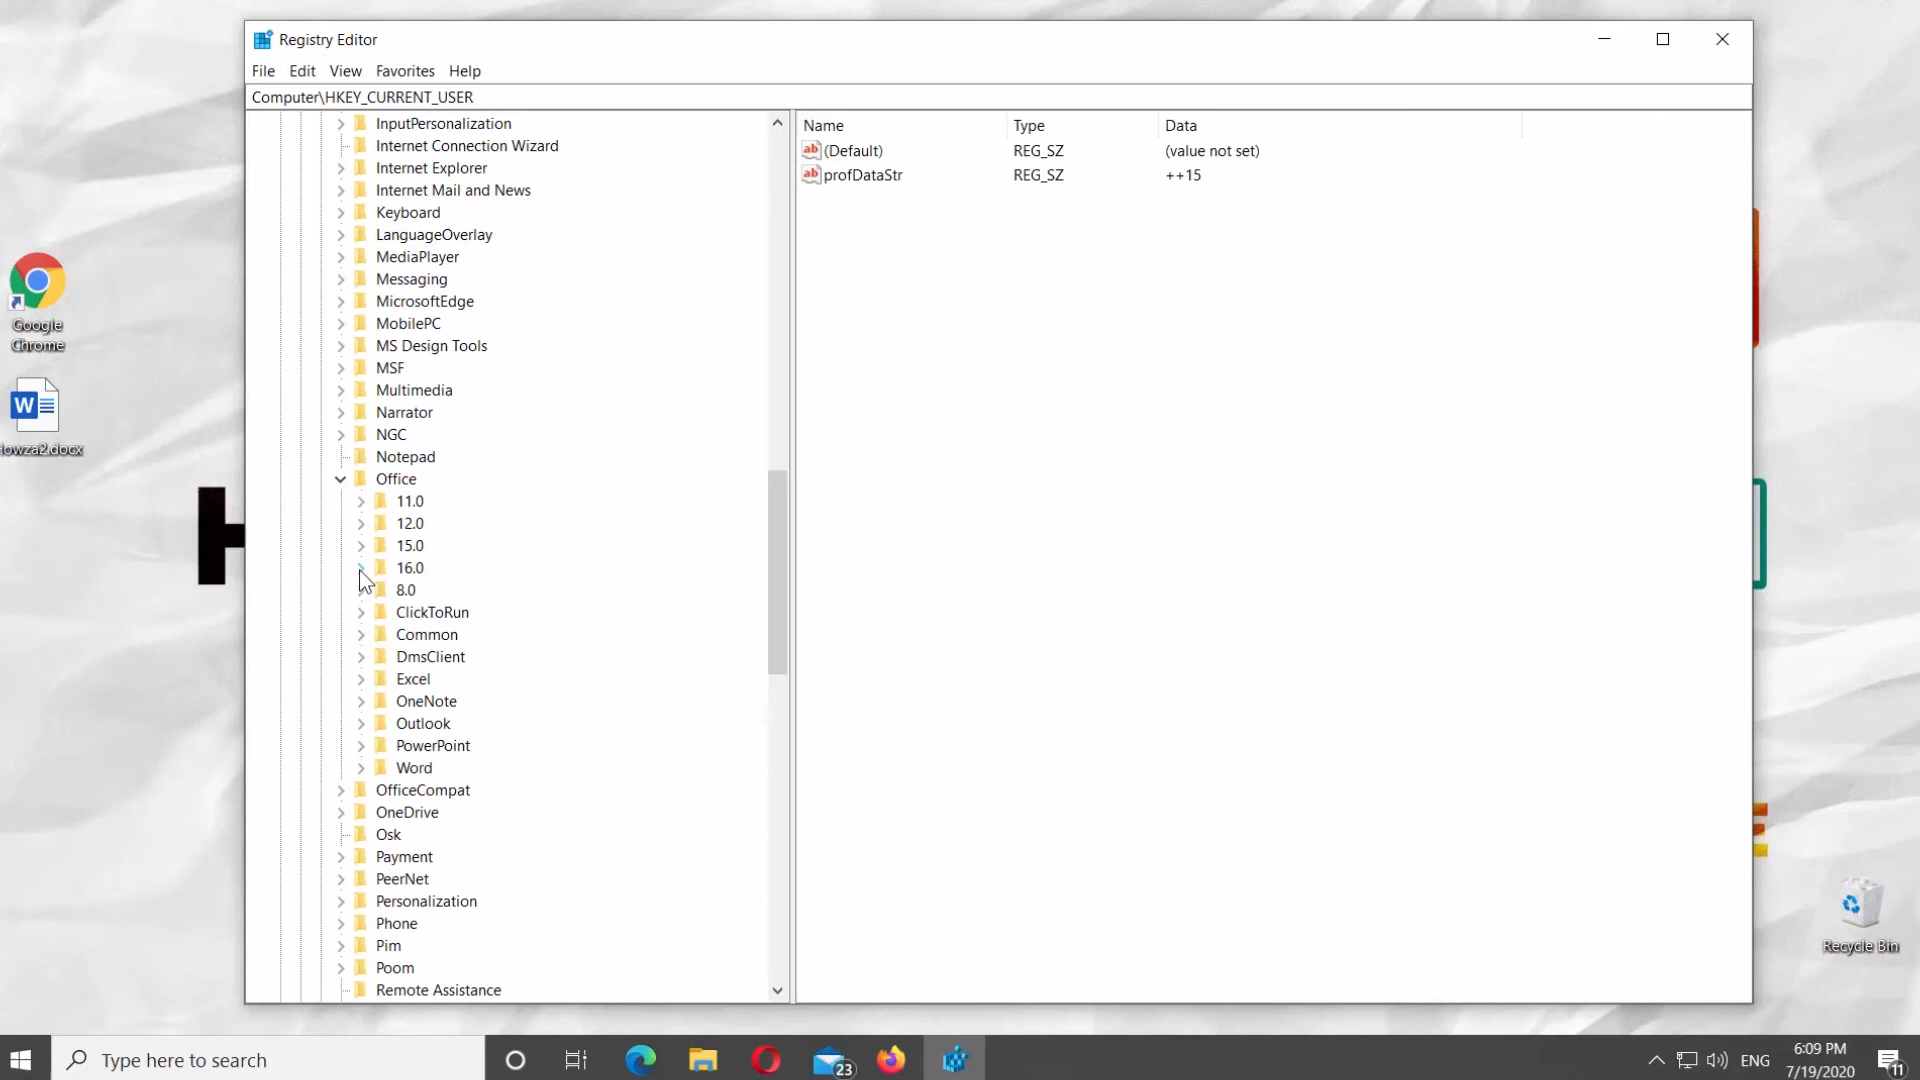 Registry Editor
File Edit View Favorites Help
Computer\HKEY_CURRENT_USER
InputPersonalization
Internet Connection Wizard
Internet Explorer
Internet Mail and News
Keyboard
LanguageOverlay
MediaPlayer
Messaging
MicrosoftEdge
MobilePC
MS Design Tools
MSF
Multimedia
Narrator
NGC
Notepad
Office
11.0
12.0
15.0
16.0
8.0
ClickToRun
Common
DmsClient
Excel
OneNote
Outlook
PowerPoint
Word
OfficeCompat
OneDrive
Osk
Payment
PeerNet
Personalization
Phone
Pim
Poom
Remote Assistance
Name Type Data
ab (Default) REG_SZ (value not set)
ab profDataStr REG_SZ ++15
Google
Chrome
W
Recycle Bin
Type here to search
23
ENG
6:09 PM
7/19/2020
11